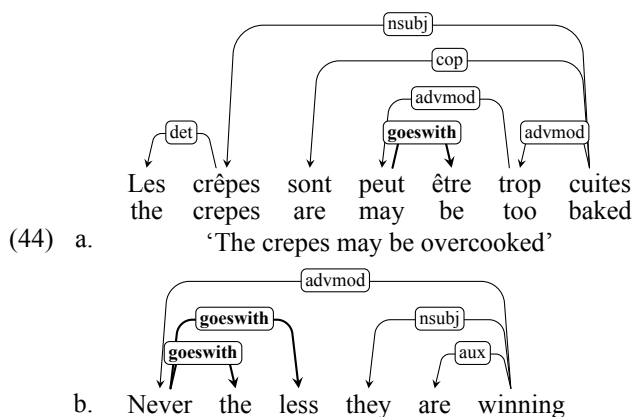 nsubj
cop
advmod
det goeswith advmod
Les crêpes sont peut être trop cuites
the crepes are may be too baked
(44) a. ‘The crepes may be overcooked’
advmod
goeswith nsubj
goeswith aux
b. Never the less they are winning